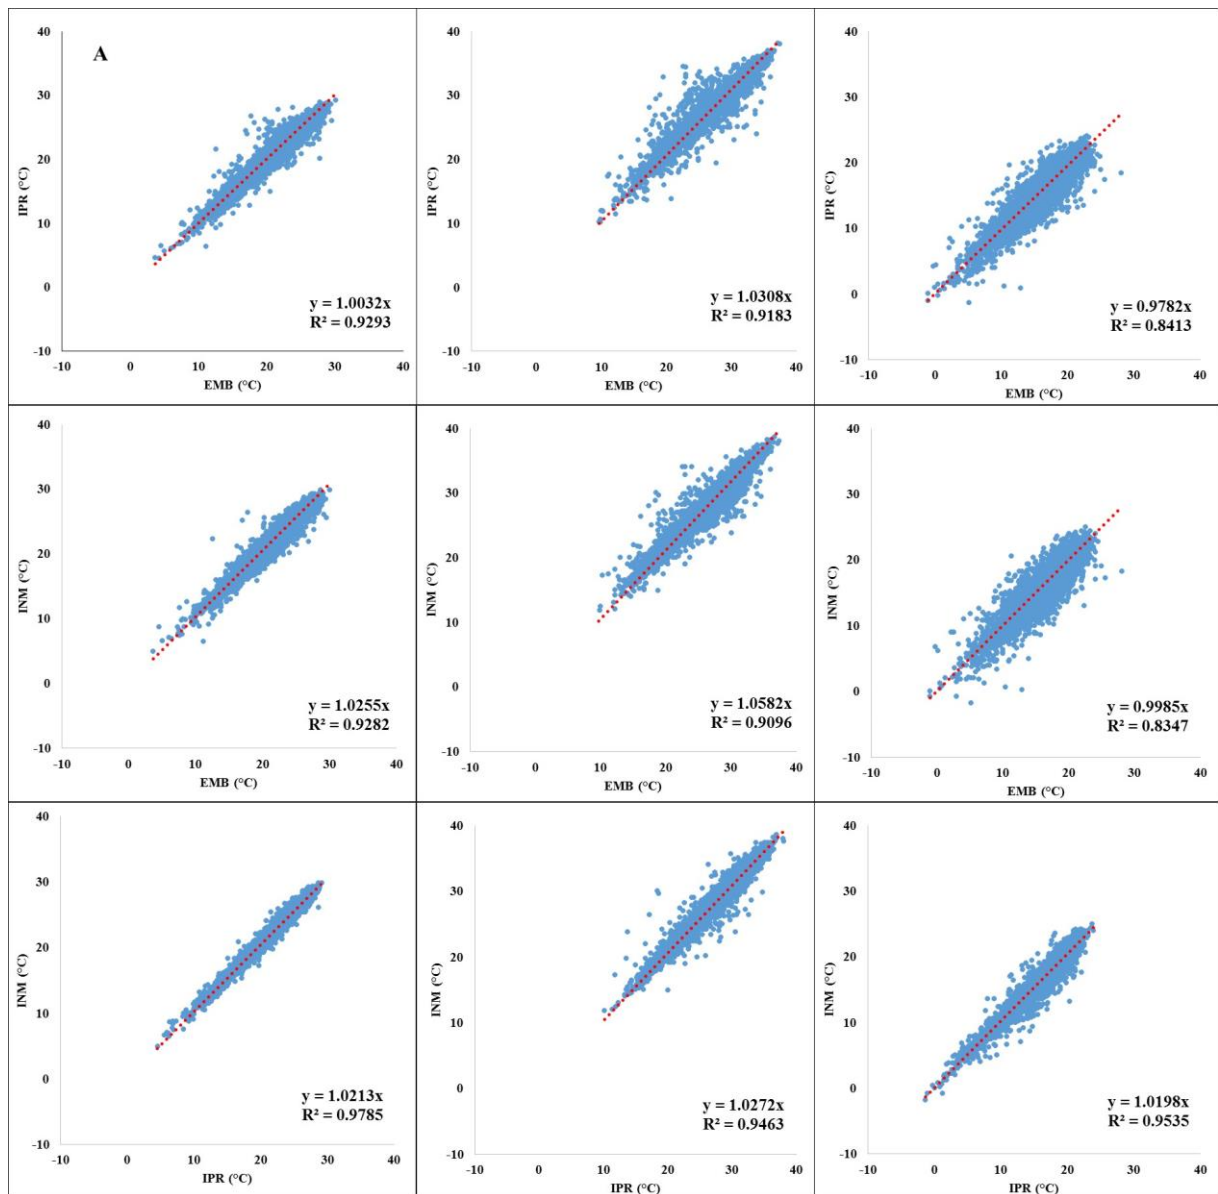 A
40
30
20
10
0
-10
IPR (°C)
y = 1.0032x
R² = 0.9293
-10 0 10 20 30 40
EMB (°C)
40
30
20
10
0
-10
IPR (°C)
y = 1.0308x
R² = 0.9183
-10 0 10 20 30 40
EMB (°C)
40
30
20
10
0
-10
IPR (°C)
y = 0.9782x
R² = 0.8413
-10 0 10 20 30 40
EMB (°C)
40
30
20
10
0
-10
INM (°C)
y = 1.0255x
R² = 0.9282
-10 0 10 20 30 40
EMB (°C)
40
30
20
10
0
-10
INM (°C)
y = 1.0582x
R² = 0.9096
-10 0 10 20 30 40
EMB (°C)
40
30
20
10
0
-10
INM (°C)
y = 0.9985x
R² = 0.8347
-10 0 10 20 30 40
EMB (°C)
40
30
20
10
0
-10
INM (°C)
y = 1.0213x
R² = 0.9785
-10 0 10 20 30 40
IPR (°C)
40
30
20
10
0
-10
INM (°C)
y = 1.0272x
R² = 0.9463
-10 0 10 20 30 40
IPR (°C)
40
30
20
10
0
-10
INM (°C)
y = 1.0198x
R² = 0.9535
-10 0 10 20 30 40
IPR (°C)